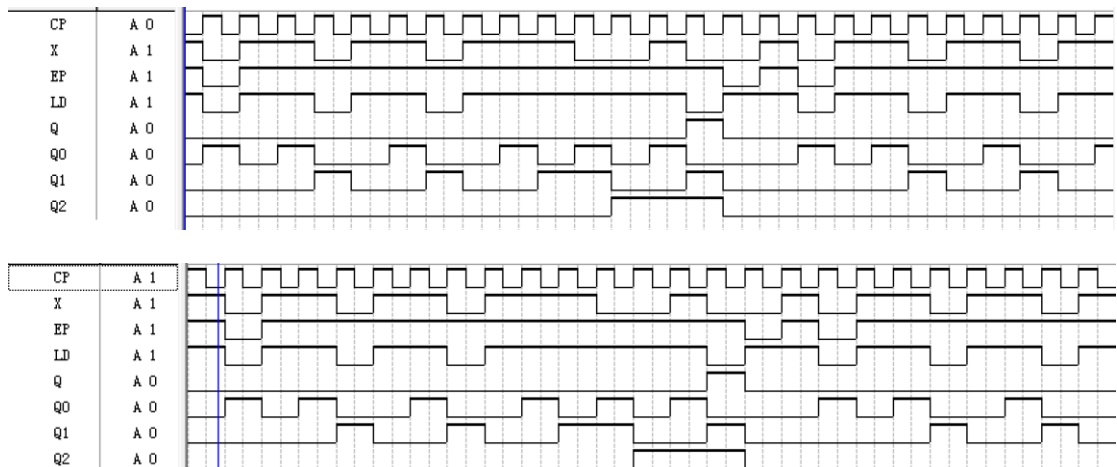 CP A 0
X A 1
EP A 1
LD A 1
Q A 0
Q0 A 0
Q1 A 0
Q2 A 0
CP A 1
X A 1
EP A 1
LD A 1
Q A 0
Q0 A 0
Q1 A 0
Q2 A 0